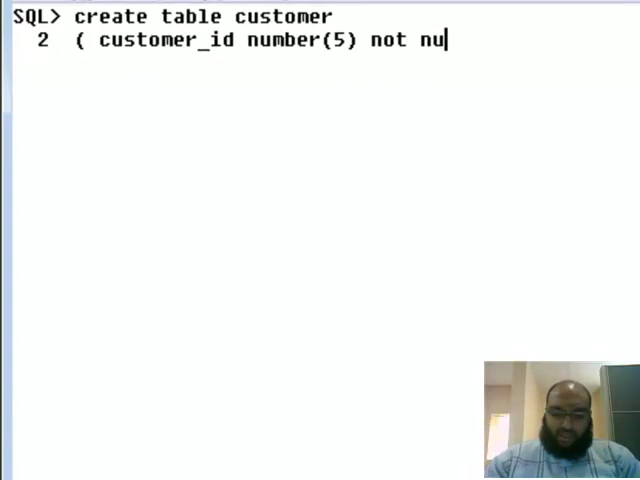 SQL> create table customer
2 ( customer_id number(5) not nu